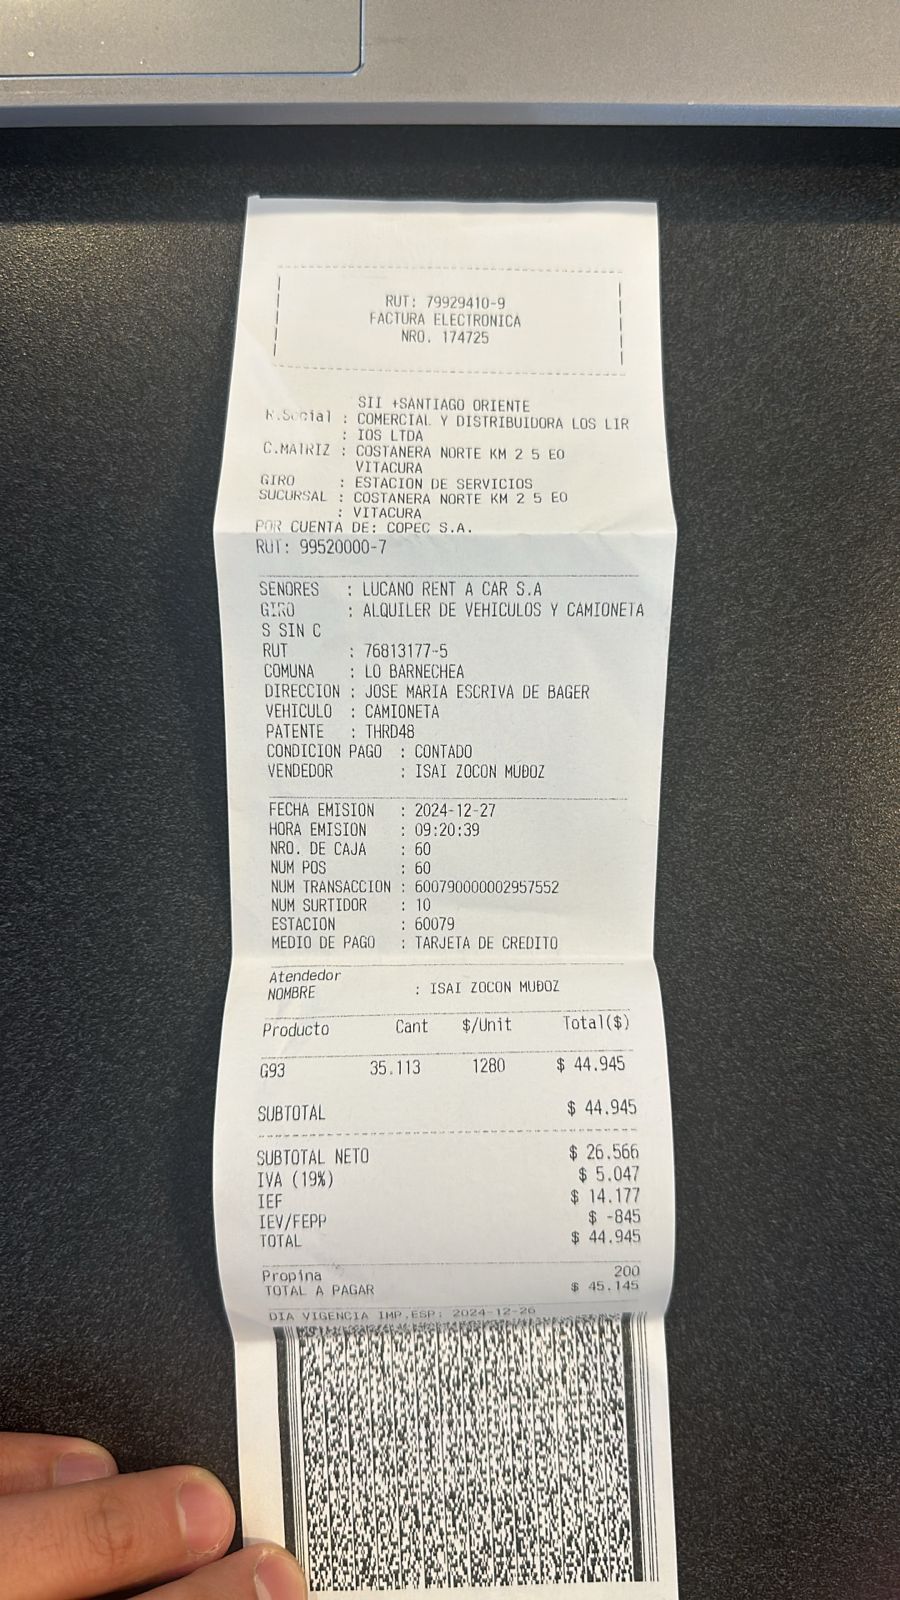 RUT: 79929410-9
FACTURA ELECTRONICA
NRO. 174725
SII +SANTIAGO ORIENTE
R.Social : COMERCIAL Y DISTRIBUIDORA LOS LIR
: IOS LTDA
C.MATRIZ : COSTANERA NORTE KM 2 5 EO
VITACURA
GIRO : ESTACION DE SERVICIOS
SUCURSAL : COSTANERA NORTE KM 2 5 EO
: VITACURA
POR CUENTA DE: COPEC S.A.
RUT: 99520000-7
SENORES : LUCANO RENT A CAR S.A
GIRO : ALQUILER DE VEHICULOS Y CAMIONETA
S SIN C
RUT : 76813177-5
COMUNA : LO BARNECHEA
DIRECCION : JOSE MARIA ESCRIVA DE BAGER
VEHICULO : CAMIONETA
PATENTE : THRD48
CONDICION PAGO : CONTADO
VENDEDOR : ISAI ZOCON MUÐOZ
FECHA EMISION : 2024-12-27
HORA EMISION : 09:20:39
NRO. DE CAJA : 60
NUM POS : 60
NUM TRANSACCION : 600790000002957552
NUM SURTIDOR : 10
ESTACION : 60079
MEDIO DE PAGO : TARJETA DE CREDITO
Atendedor
NOMBRE : ISAI ZOCON MUÐOZ
Producto Cant $/Unit Total($)
G93 35.113 1280 $ 44.945
SUBTOTAL $ 44.945
SUBTOTAL NETO $ 26.566
IVA (19%) $ 5.047
IEF $ 14.177
IEV/FEPP $ -845
TOTAL $ 44.945
Propina 200
TOTAL A PAGAR $ 45.145
DIA VIGENCIA IMP.ESP: 2024-12-26